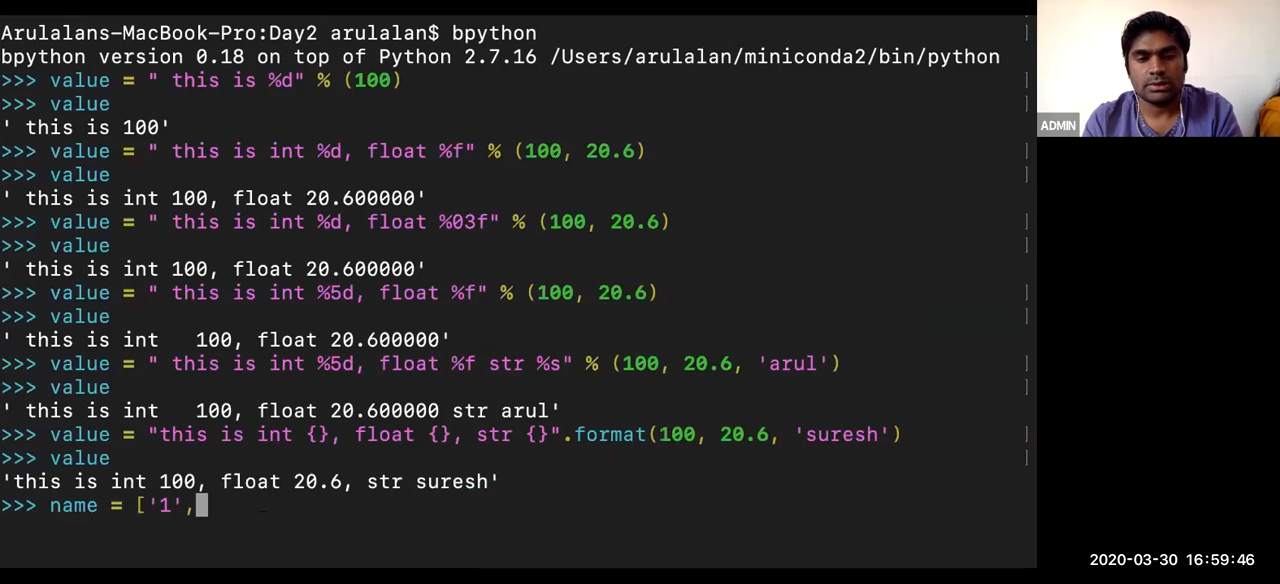 Arulalans-MacBook-Pro:Day2 arulalan$ bpython
bpython version 0.18 on top of Python 2.7.16 /Users/arulalan/miniconda2/bin/python
>>> value = " this is %d" % (100)
>>> value
' this is 100'
>>> value = " this is int %d, float %f" % (100, 20.6)
>>> value
' this is int 100, float 20.600000'
>>> value = " this is int %d, float %03f" % (100, 20.6)
>>> value
' this is int 100, float 20.600000'
>>> value = " this is int %5d, float %f" % (100, 20.6)
>>> value
' this is int   100, float 20.600000'
>>> value = " this is int %5d, float %f str %s" % (100, 20.6, 'arul')
>>> value
' this is int   100, float 20.600000 str arul'
>>> value = "this is int {}, float {}, str {}".format(100, 20.6, 'suresh')
>>> value
'this is int 100, float 20.6, str suresh'
>>> name = ['1',
ADMIN
2020-03-30 16:59:46